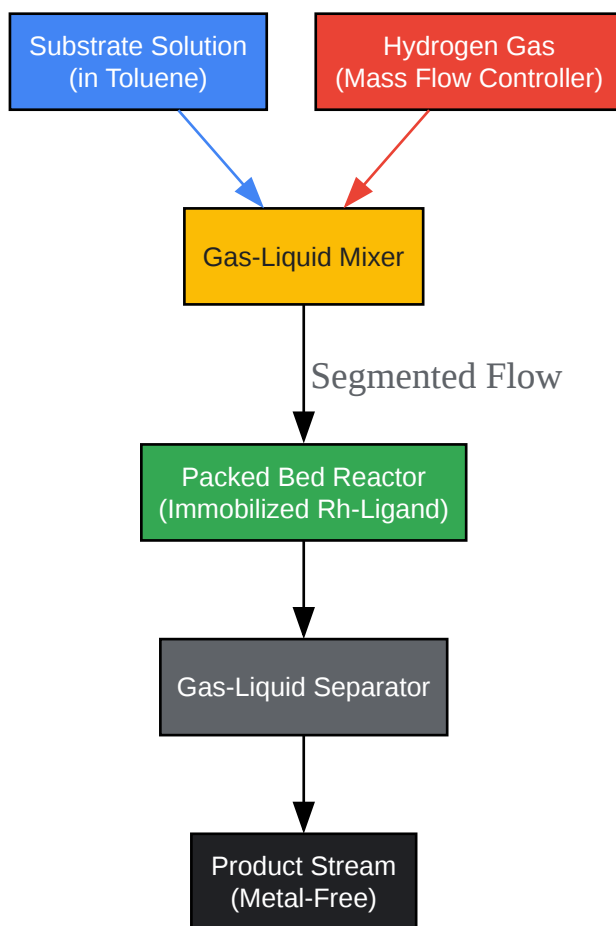 Substrate Solution
(in Toluene)
Hydrogen Gas
(Mass Flow Controller)
Gas-Liquid Mixer
Segmented Flow
Packed Bed Reactor
(Immobilized Rh-Ligand)
Gas-Liquid Separator
Product Stream
(Metal-Free)